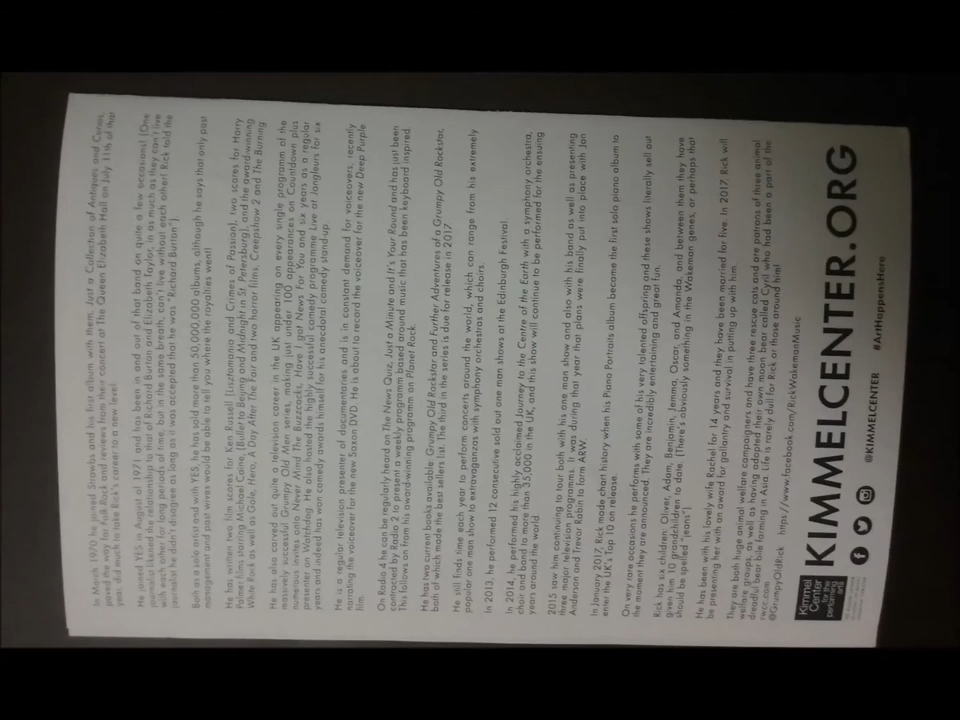 In March 1970 he joined Strawbs and his first album with them, Just a Collection of Antiques and Curios,
paved the way for Folk Rock and reviews from their concert at The Queen Elizabeth Hall on July 11th of that
year, did much to take Rick's career to a new level.
He joined YES in August of 1971 and has been in and out of that band on quite a few occasions! [One
journalist likened the relationship to that of Richard Burton and Elizabeth Taylor, in as much as they can't live
with each other for long periods of time, but in the same breath, can't live without each other! Rick told the
journalist he didn't disagree as long as it was accepted that he was "Richard Burton"].
Both as a solo artist and with YES, he has sold more than 50,000,000 albums, although he says that only past
management and past wives would be able to tell you where the royalties went!
He has written two film scores for Ken Russell [Lisztomania and Crimes of Passion], two scores for Harry
Palmer films starring Michael Caine, [Bullet to Beijing and Midnight in St. Petersburg], and the award-winning
White Rock as well as Gole, Hero, A Day After The Fair and two horror films, Creepshow 2 and The Burning
He has also carved out quite a television career in the UK appearing on every single programm of the
massively successful Grumpy Old Men series, making just under 100 appearances on Countdown plus
numerous invites onto Never Mind The Buzzcocks, Have I got News For You and six years as a regular
presenter on Watchdog. He also hosted the highly successful comedy programme Live at Jongleurs for six
years and indeed has won comedy awards himself for his anecdotal comedy stand-up.
He is a regular television presenter of documentaries and is in constant demand for voiceovers, recently
narrating the voiceover for the new Saxon DVD. He is about to record the voiceover for the new Deep Purple
film.
On Radio 4 he can be regularly heard on The News Quiz, Just a Minute and It's Your Round and has just been
contracted by Radio 2 to present a weekly programm based around music that has been keyboard inspired.
This follows on from his award-winning programm on Planet Rock.
He has two current books available: Grumpy Old Rockstar and Further Adventures of a Grumpy Old Rockstar,
both of which made the best sellers list. The third in the series is due for release in 2017.
He still finds time each year to perform concerts around the world, which can range from his extremely
popular one man show to extravaganzas with symphony orchestras and choirs.
In 2013, he performed 12 consecutive sold out one man shows at the Edinburgh Festival.
In 2014, he performed his highly acclaimed Journey to the Centre of the Earth with a symphony orchestra,
choir and band to more than 35,000 in the UK, and this show will continue to be performed for the ensuing
years around the world.
2015 saw him continuing to tour both with his one man show and also with his band as well as presenting
three major television programms. It was during that year that plans were finally put into place with Jon
Anderson and Trevor Rabin to form ARW.
In January 2017, Rick made chart history when his Piano Portraits album became the first solo piano album to
enter the UK's Top 10 on release.
On very rare occasions he performs with some of his very talented offspring and these shows literally sell out
the moment they are announced. They are incredibly entertaining and great fun.
Rick has six children: Oliver, Adam, Benjamin, Jemma, Oscar, and Amanda, and between them they have
given him 10 grandchildren to date. [There's obviously something in the Wakeman genes, or perhaps that
should be spelled "jeans"].
He has been with his lovely wife Rachel for 14 years and they have been married for five. In 2017, Rick will
be presenting her with an award for gallantry and survival in putting up with him.
They are both huge animal welfare campaigners and have three rescue cats and are patrons of three animal
welfare groups, as well as having adopted their own moon bear called Cyril who had been a part of the
dreadful bear bile farming in Asia. Life is rarely dull for Rick or those around him!
rwcc.com
@GrumpyOldRick https://www.facebook.com/RickWakemanMusic
Kimmel
Center
for the
performing
arts
KIMMELCENTER.ORG
@KIMMELCENTER #ArtHappensHere